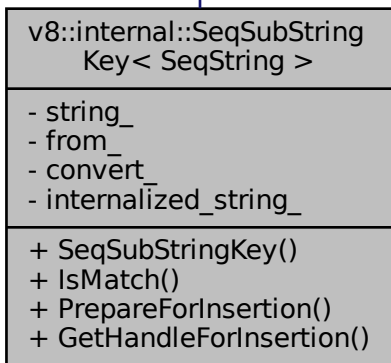 v8::internal::SeqSubString
Key< SeqString >
- string_
- from_
- convert_
- internalized_string_
+ SeqSubStringKey()
+ IsMatch()
+ PrepareForInsertion()
+ GetHandleForInsertion()